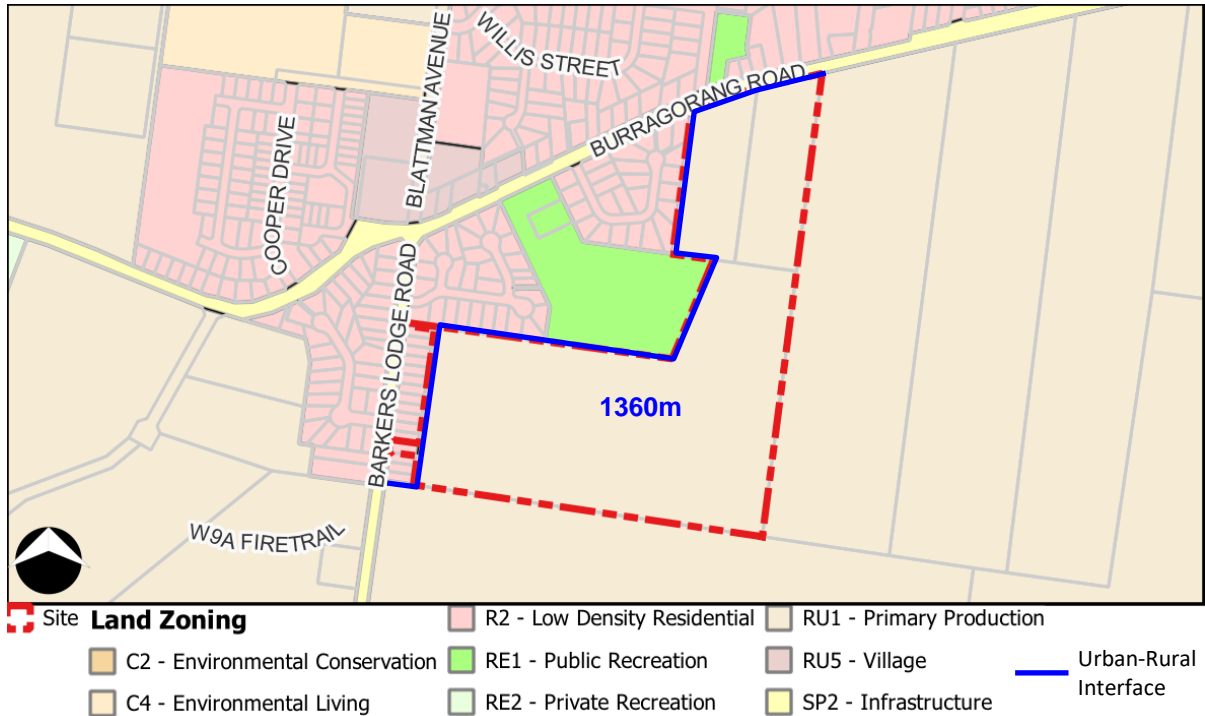 WILLIS STREET
BLATTMAN AVENUE
BURRAGORANG ROAD
COOPER DRIVE
BARKERS LODGE ROAD
1360m
W9A FIRETRAIL
Site
Land Zoning
C2 - Environmental Conservation
C4 - Environmental Living
R2 - Low Density Residential
RE1 - Public Recreation
RE2 - Private Recreation
RU1 - Primary Production
RU5 - Village
SP2 - Infrastructure
Urban-Rural
Interface